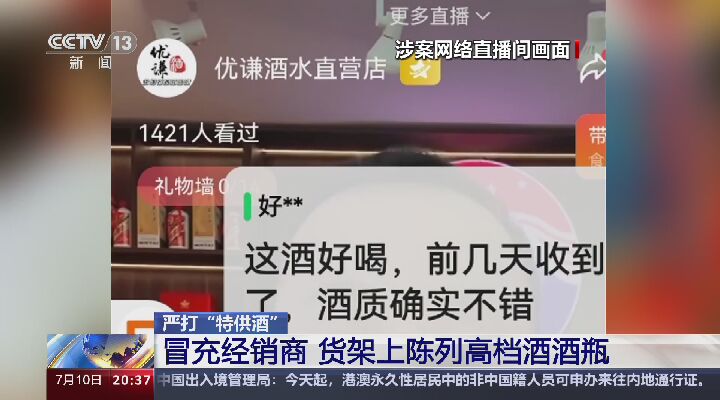 更多直播
CCTV 13
新闻
涉案网络直播间画面
优谦
酒
优谦酒水直营店
1421人看过
带
食
礼物墙 0/
好**
这酒好喝，前几天收到
了，酒质确实不错
严打“特供酒”
冒充经销商 货架上陈列高档酒酒瓶
7月10日 20:37 中国出入境管理局：今天起，港澳永久性居民中的非中国籍人员可申办来往内地通行证。